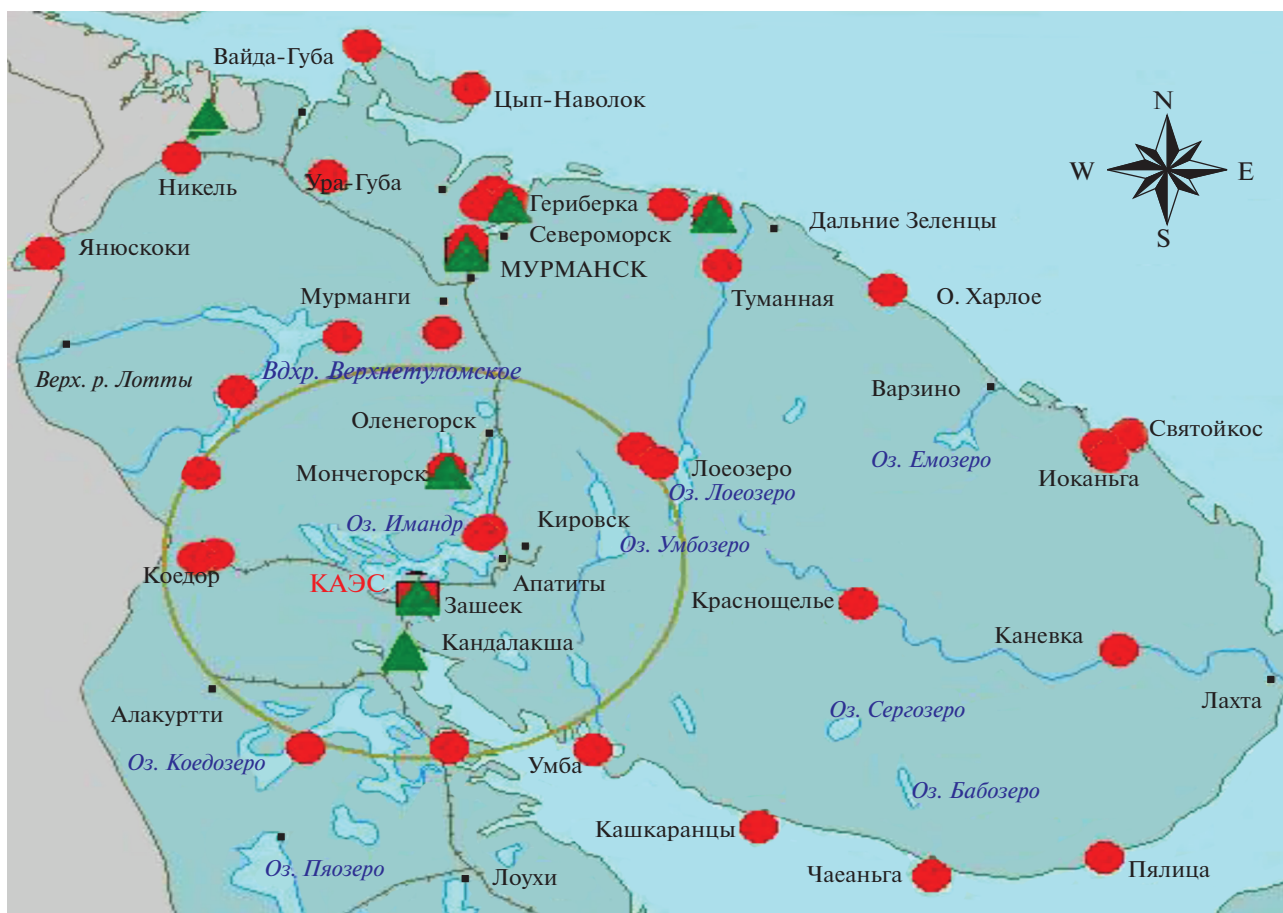 Вайда-Губа
Цып-Наволок
N
W
E
S
Никель
Ура-Губа
Гериберка
Североморск
Дальние Зеленцы
Янюскоки
МУРМАНСК
Мурманги
Туманная
О. Харлое
Верх. р. Лотты
Вдхр. Верхнетуломское
Варзино
Оленегорск
Святойкос
Мончегорск
Лоеозеро
Оз. Емозеро
Иоканьга
Оз. Лоеозеро
Оз. Имандр
Кировск
Оз. Умбозеро
Коедор
КАЭС
Апатиты
Зашеек
Краснощелье
Кандалакша
Каневка
Алакуртти
Лахта
Оз. Сергозеро
Оз. Коедозеро
Умба
Оз. Бабозеро
Кашкаранцы
Оз. Пяозеро
Лоухи
Чаеаньга
Пялица